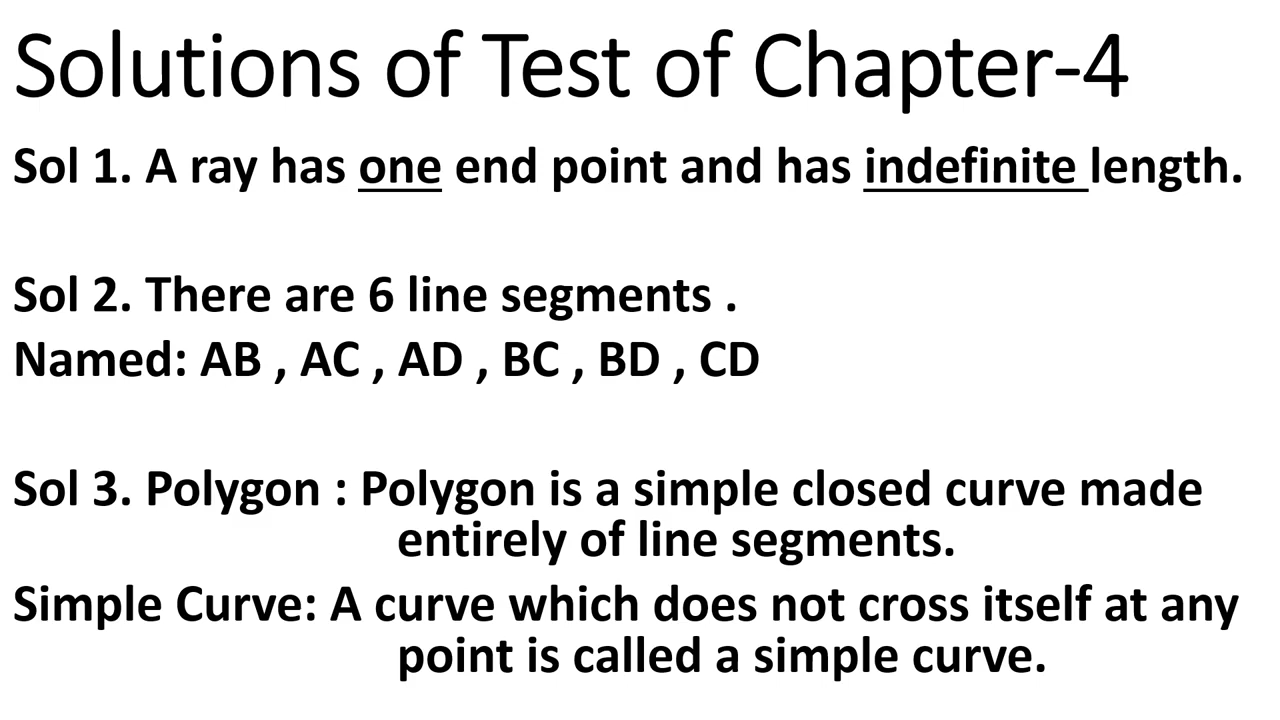 Solutions of Test of Chapter-4
Sol 1. A ray has one end point and has indefinite length.
Sol 2. There are 6 line segments .
Named: AB , AC , AD , BC , BD , CD
Sol 3. Polygon : Polygon is a simple closed curve made
entirely of line segments.
Simple Curve: A curve which does not cross itself at any
point is called a simple curve.